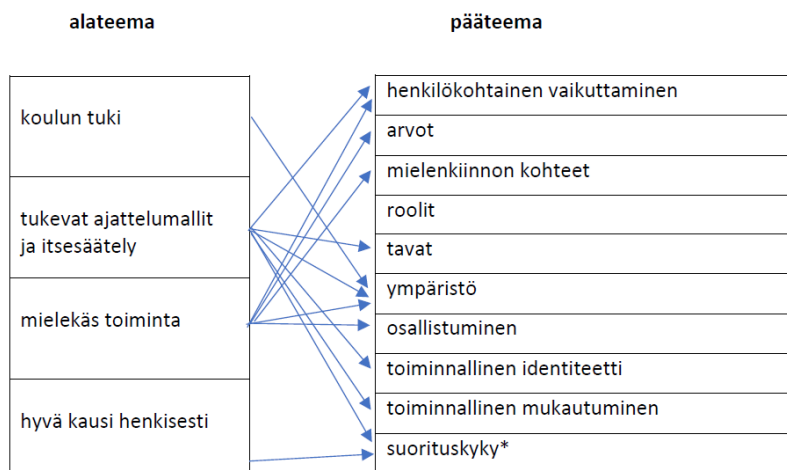 alateema
pääteema
koulun tuki
tukevat ajattelumallit
ja itsesäätely
mielekäs toiminta
hyvä kausi henkisesti
henkilökohtainen vaikuttaminen
arvot
mielenkiinnon kohteet
roolit
tavat
ympäristö
osallistuminen
toiminnallinen identiteetti
toiminnallinen mukautuminen
suorituskyky*